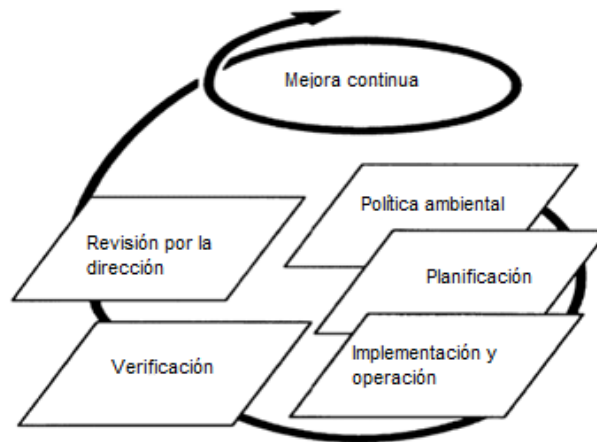 Mejora continua
Política ambiental
Revisión por la
dirección
Planificación
Verificación
Implementación y
operación